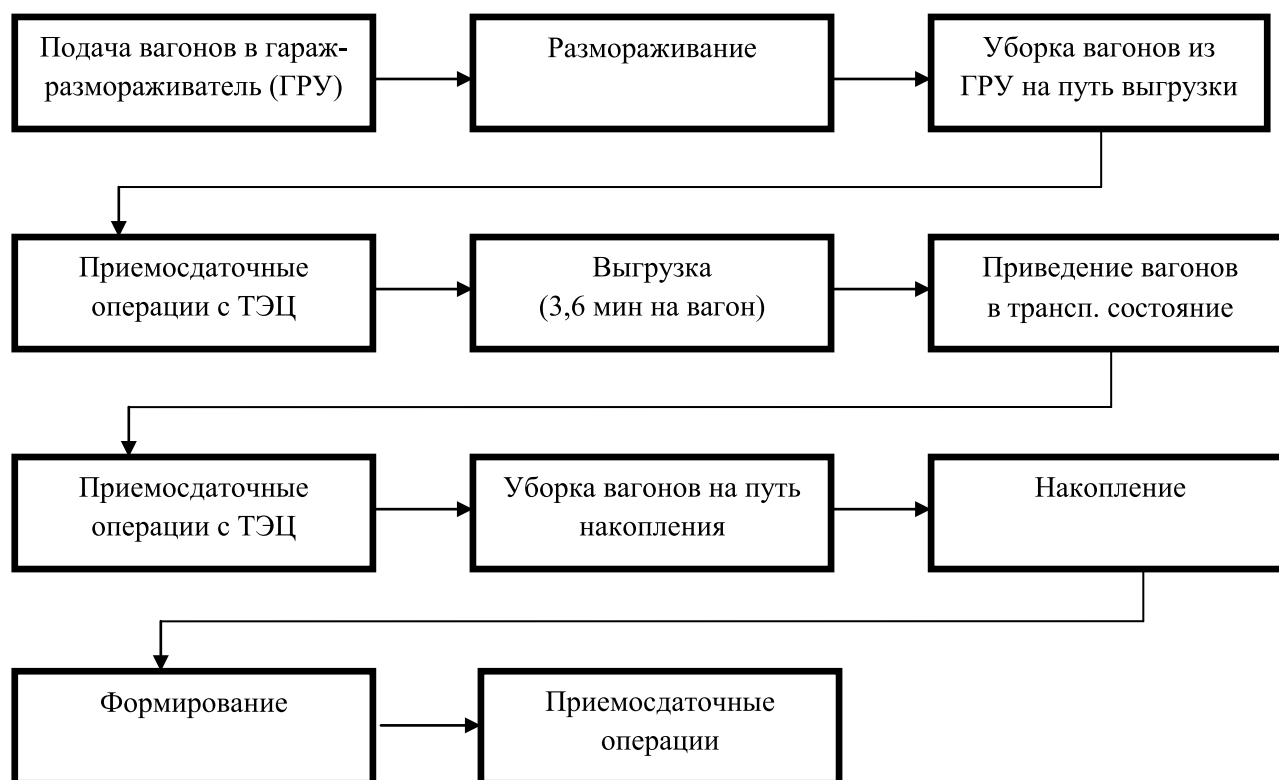 Подача вагонов в гараж-
размораживатель (ГРУ)
Размораживание
Уборка вагонов из
ГРУ на путь выгрузки
Приемосдаточные
операции с ТЭЦ
Выгрузка
(3,6 мин на вагон)
Приведение вагонов
в трансп. состояние
Приемосдаточные
операции с ТЭЦ
Уборка вагонов на путь
накопления
Накопление
Формирование
Приемосдаточные
операции